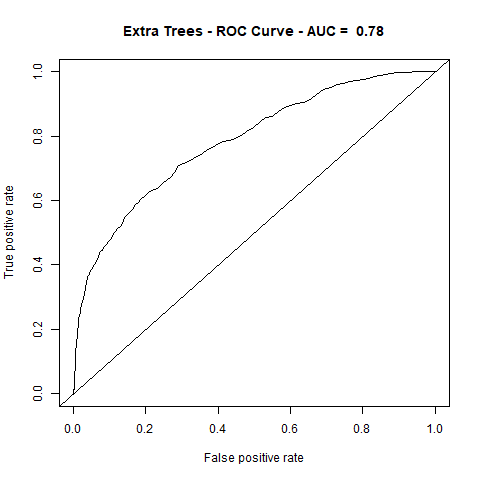 Extra Trees - ROC Curve - AUC =  0.78
1.0
0.8
0.6
0.4
0.2
0.0
True positive rate
0.0 0.2 0.4 0.6 0.8 1.0
False positive rate